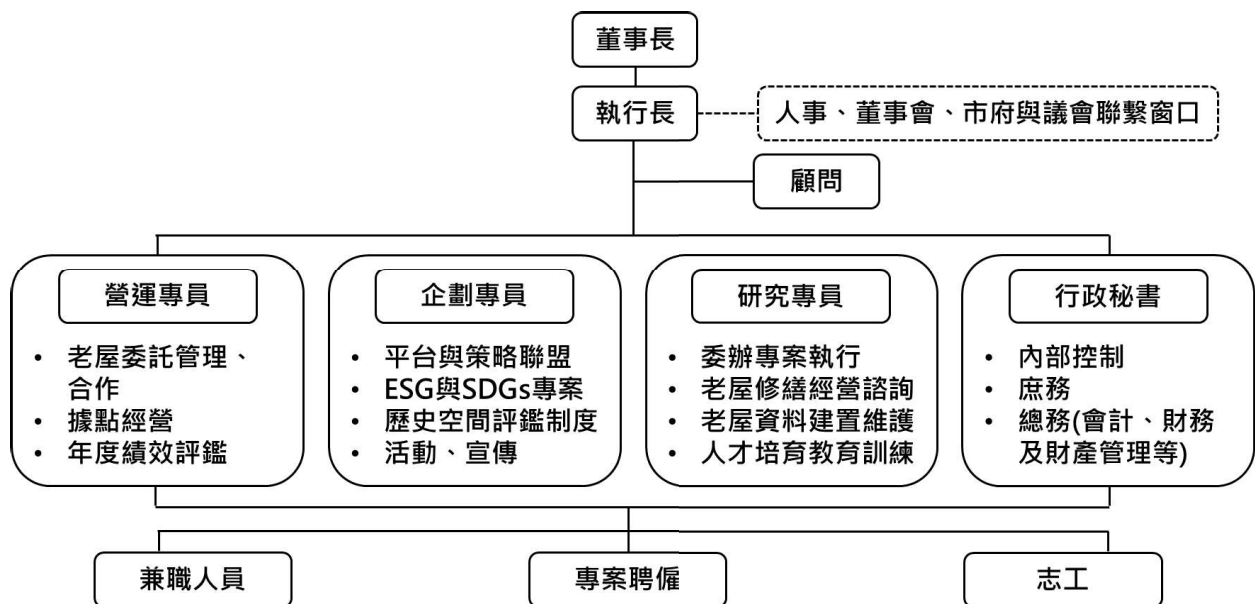 董事長
執行長
人事、董事會、市府與議會聯繫窗口
顧問
營運專員
• 老屋委託管理、
合作
• 據點經營
• 年度績效評鑑
企劃專員
• 平台與策略聯盟
• ESG與SDGs專案
• 歷史空間評鑑制度
• 活動、宣傳
研究專員
• 委辦專案執行
• 老屋修繕經營諮詢
• 老屋資料建置維護
• 人才培育教育訓練
行政秘書
• 內部控制
• 庶務
• 總務(會計、財務
及財產管理等)
兼職人員
專案聘僱
志工